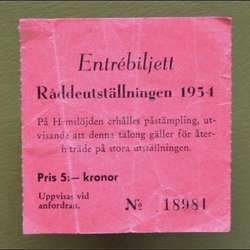 Entrébiljett
Råddeutställningen 1954
På Hemslöjden erhålles påstämpling, ut-
visande att denna talong gäller för åter-
inträde på stora utställningen.
Pris 5:— kronor
Uppvisas vid
anfordran.
№ 18984